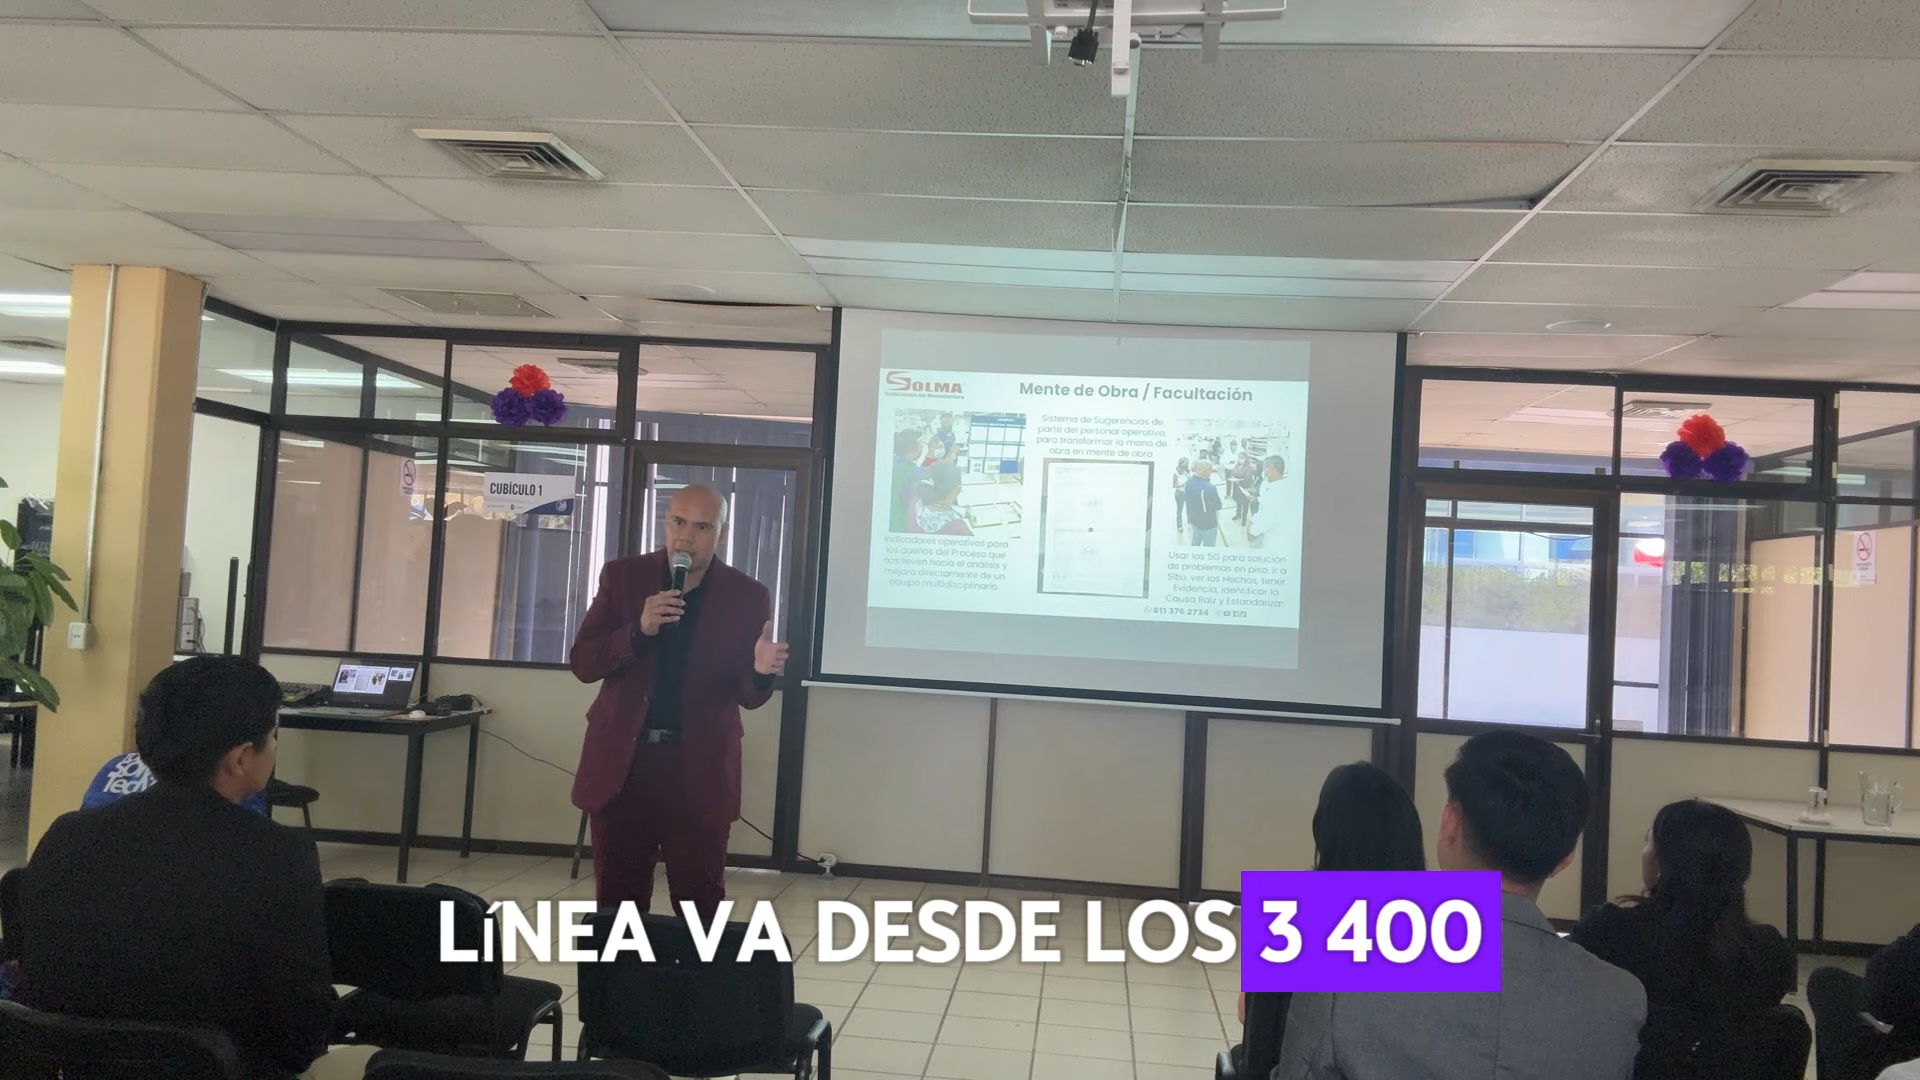 SOLMA
Mente de Obra / Facultación
Sistema de Sugerencias de
parte del personal operativo,
para transformar la mano de
obra en mente de obra
Indicadores operativos para
los dueños del Proceso que
nos lleven hacia el análisis y
mejora directamente de un
equipo multidisciplinario.
Usar las 5G para solución
de problemas en piso, ir a
Sitio, ver los Hechos, tener
Evidencia, identificar la
Causa Raíz y Estandarizar.
811 376 2734
CUBÍCULO 1
LÍNEA VA DESDE LOS 3 400